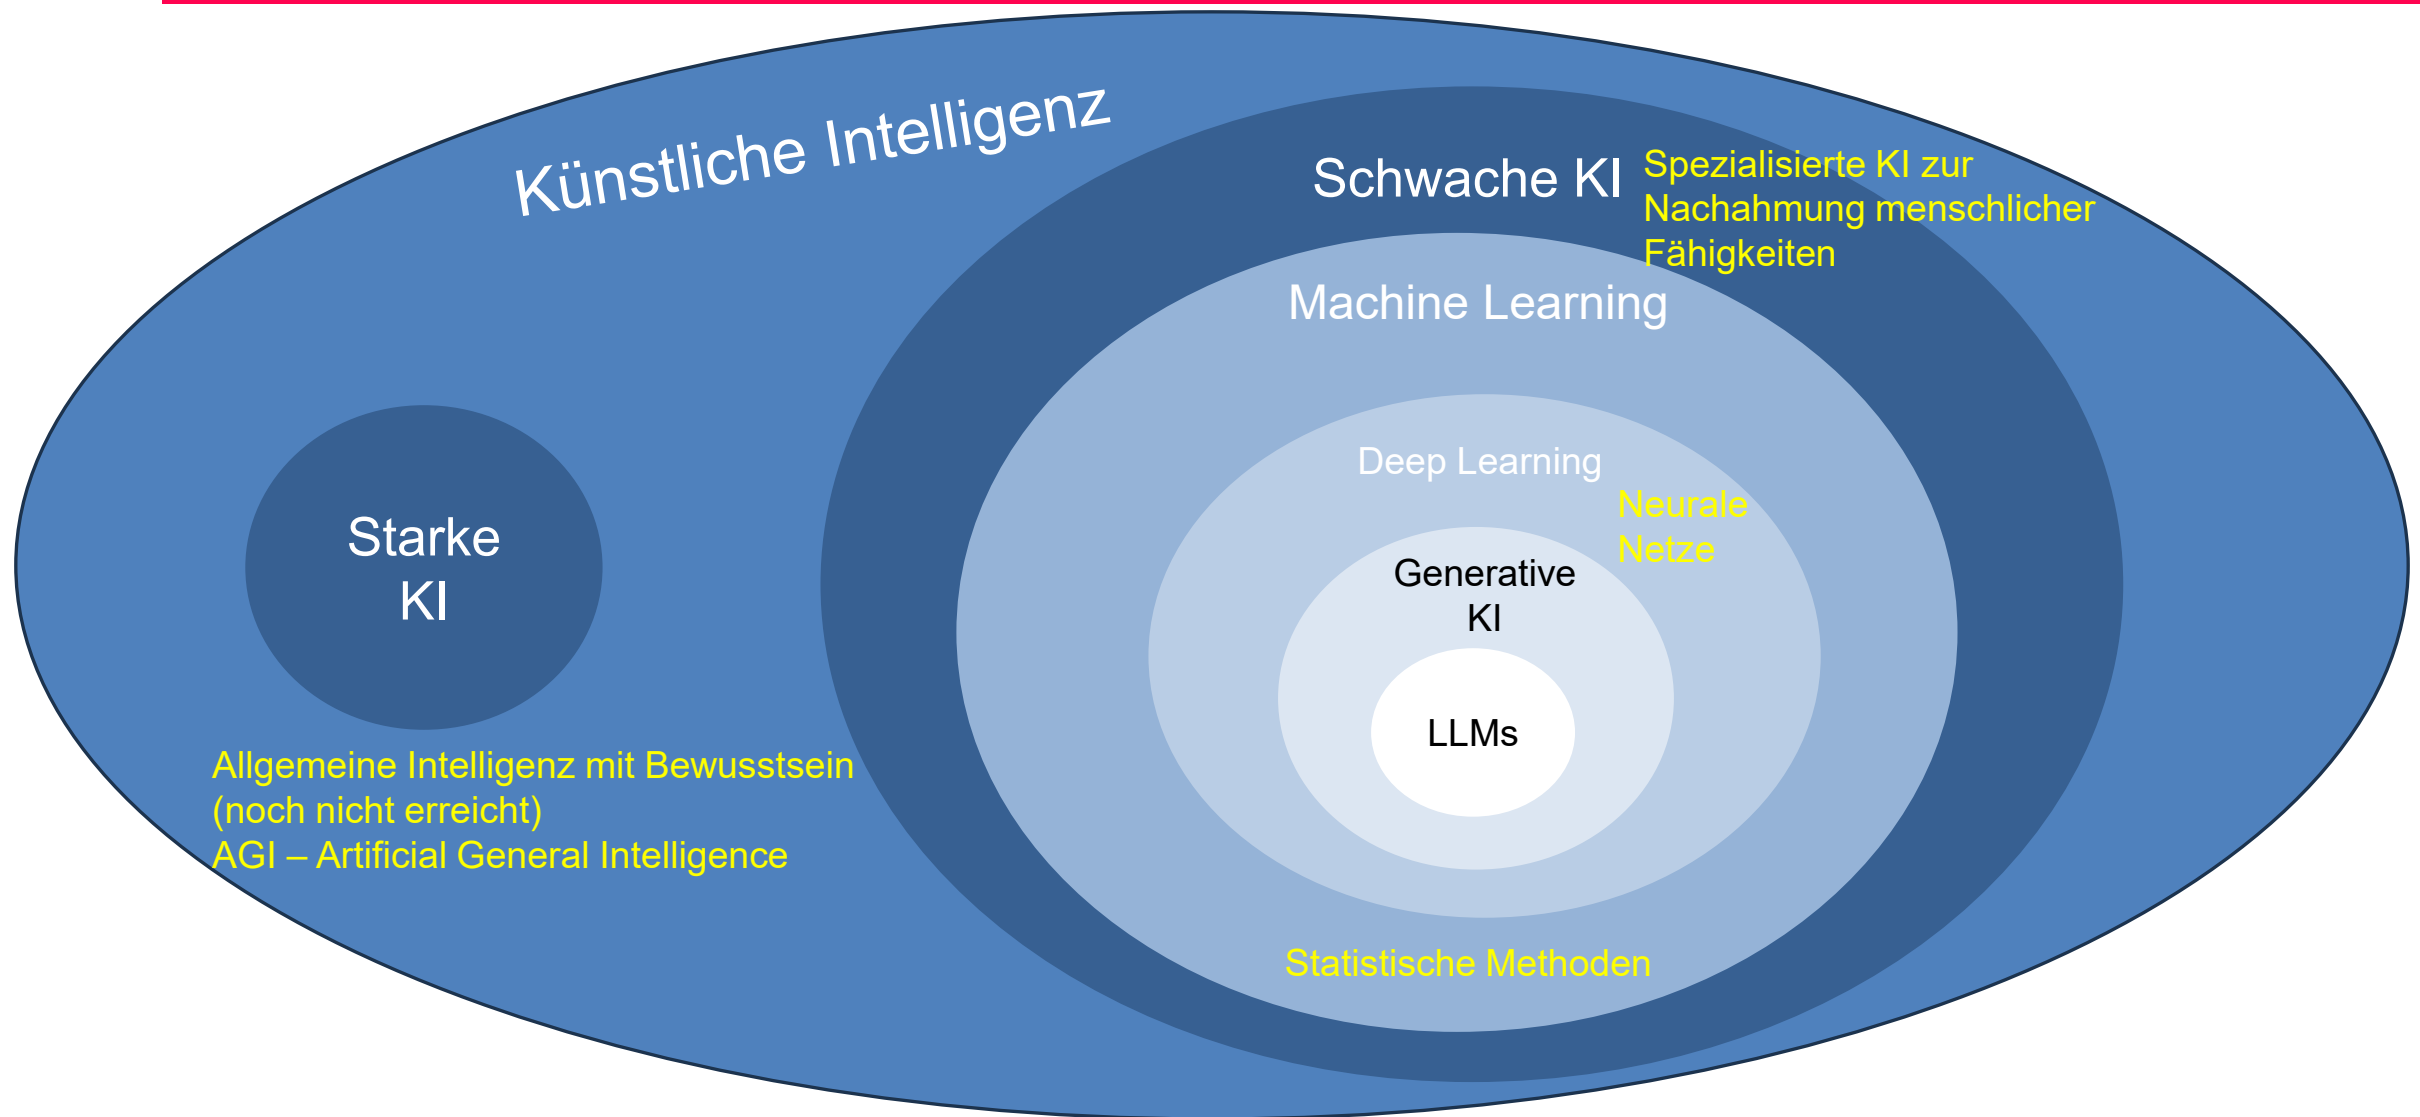 Künstliche Intelligenz
Schwache KI
Spezialisierte KI zur
Nachahmung menschlicher
Fähigkeiten
Machine Learning
Deep Learning
Neurale
Netze
Generative
KI
LLMs
Statistische Methoden
Starke
KI
Allgemeine Intelligenz mit Bewusstsein
(noch nicht erreicht)
AGI – Artificial General Intelligence